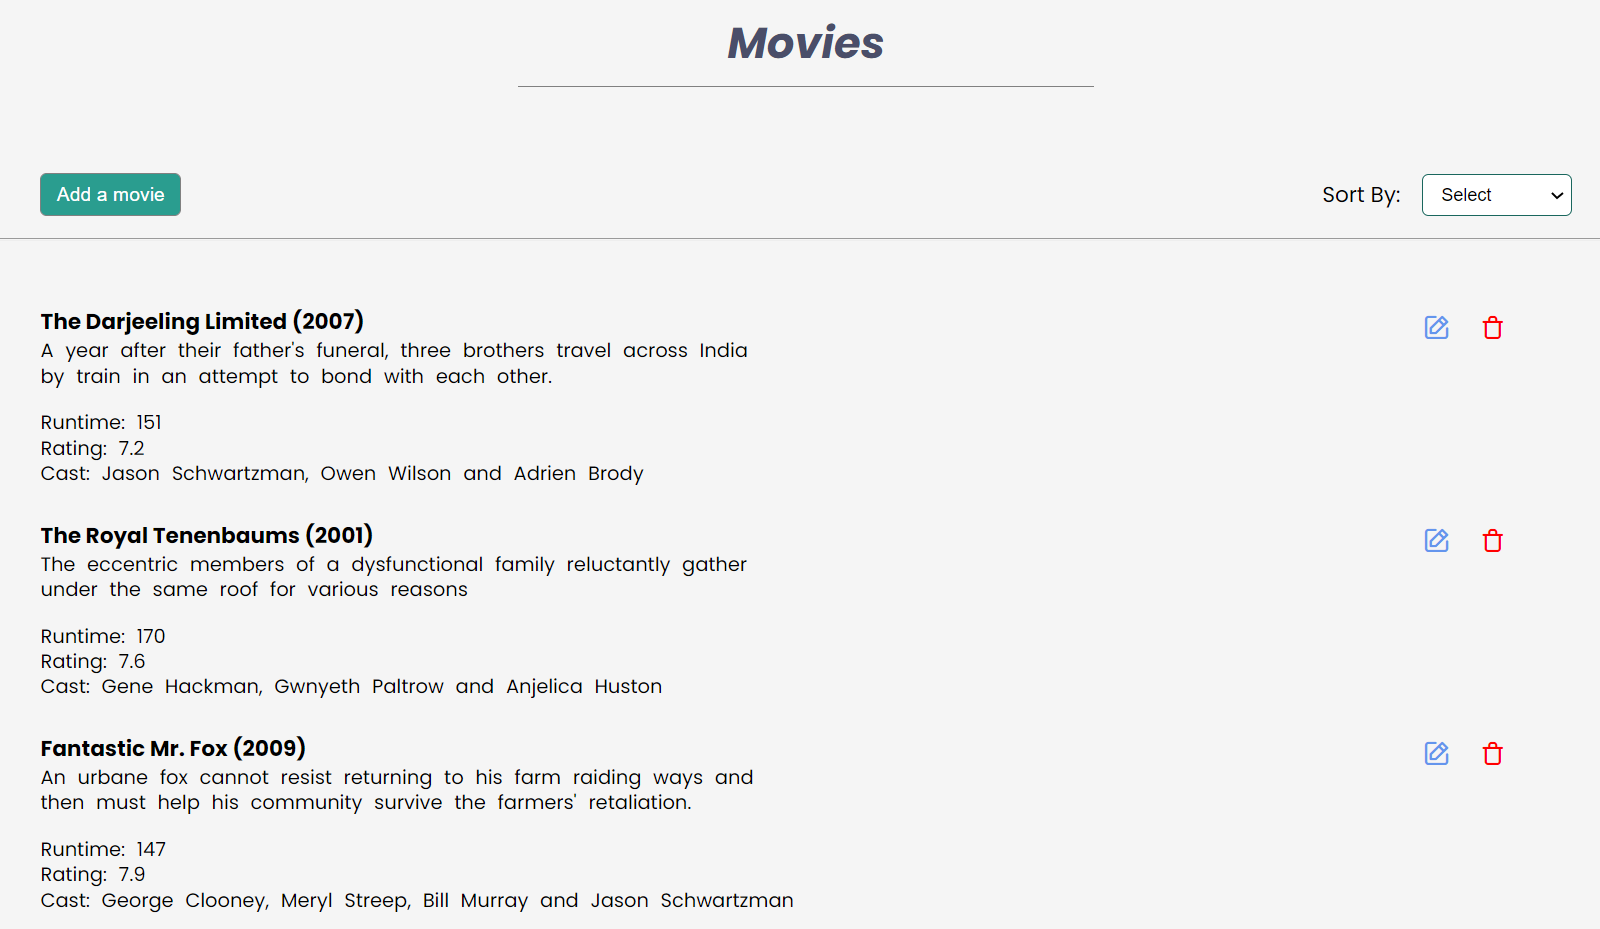 Movies
Add a movie
Sort By:
Select
The Darjeeling Limited (2007)
A year after their father's funeral, three brothers travel across India
by train in an attempt to bond with each other.
Runtime: 151
Rating: 7.2
Cast: Jason Schwartzman, Owen Wilson and Adrien Brody
The Royal Tenenbaums (2001)
The eccentric members of a dysfunctional family reluctantly gather
under the same roof for various reasons
Runtime: 170
Rating: 7.6
Cast: Gene Hackman, Gwnyeth Paltrow and Anjelica Huston
Fantastic Mr. Fox (2009)
An urbane fox cannot resist returning to his farm raiding ways and
then must help his community survive the farmers' retaliation.
Runtime: 147
Rating: 7.9
Cast: George Clooney, Meryl Streep, Bill Murray and Jason Schwartzman